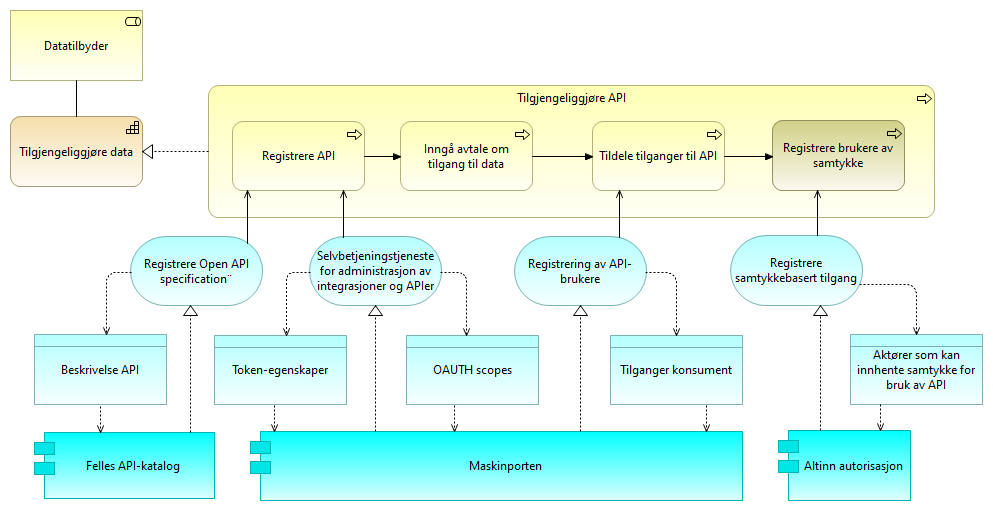 Datatilbyder
Tilgjengeliggjøre data
Tilgjengeliggjøre API
Registrere API
Inngå avtale om
tilgang til data
Tildele tilganger til API
Registrere brukere av
samtykke
Registrere Open API
specification¨
Selvbetjeningstjeneste
for administrasjon av
integrasjoner og APIer
Registrering av API-
brukere
Registrere
samtykkebasert tilgang
Beskrivelse API
Token-egenskaper
OAUTH scopes
Tilganger konsument
Aktører som kan
innhente samtykke for
bruk av API
Felles API-katalog
Maskinporten
Altinn autorisasjon